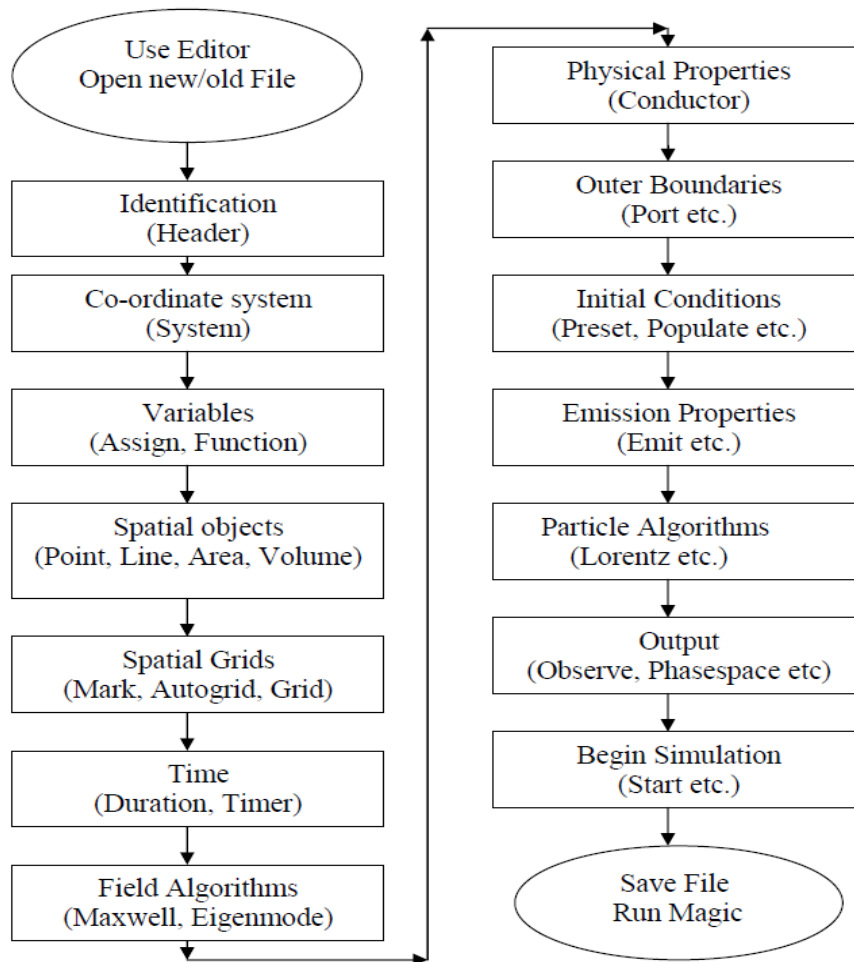 Use Editor
Open new/old File
Identification
(Header)
Co-ordinate system
(System)
Variables
(Assign, Function)
Spatial objects
(Point, Line, Area, Volume)
Spatial Grids
(Mark, Autogrid, Grid)
Time
(Duration, Timer)
Field Algorithms
(Maxwell, Eigenmode)
Physical Properties
(Conductor)
Outer Boundaries
(Port etc.)
Initial Conditions
(Preset, Populate etc.)
Emission Properties
(Emit etc.)
Particle Algorithms
(Lorentz etc.)
Output
(Observe, Phasespace etc)
Begin Simulation
(Start etc.)
Save File
Run Magic